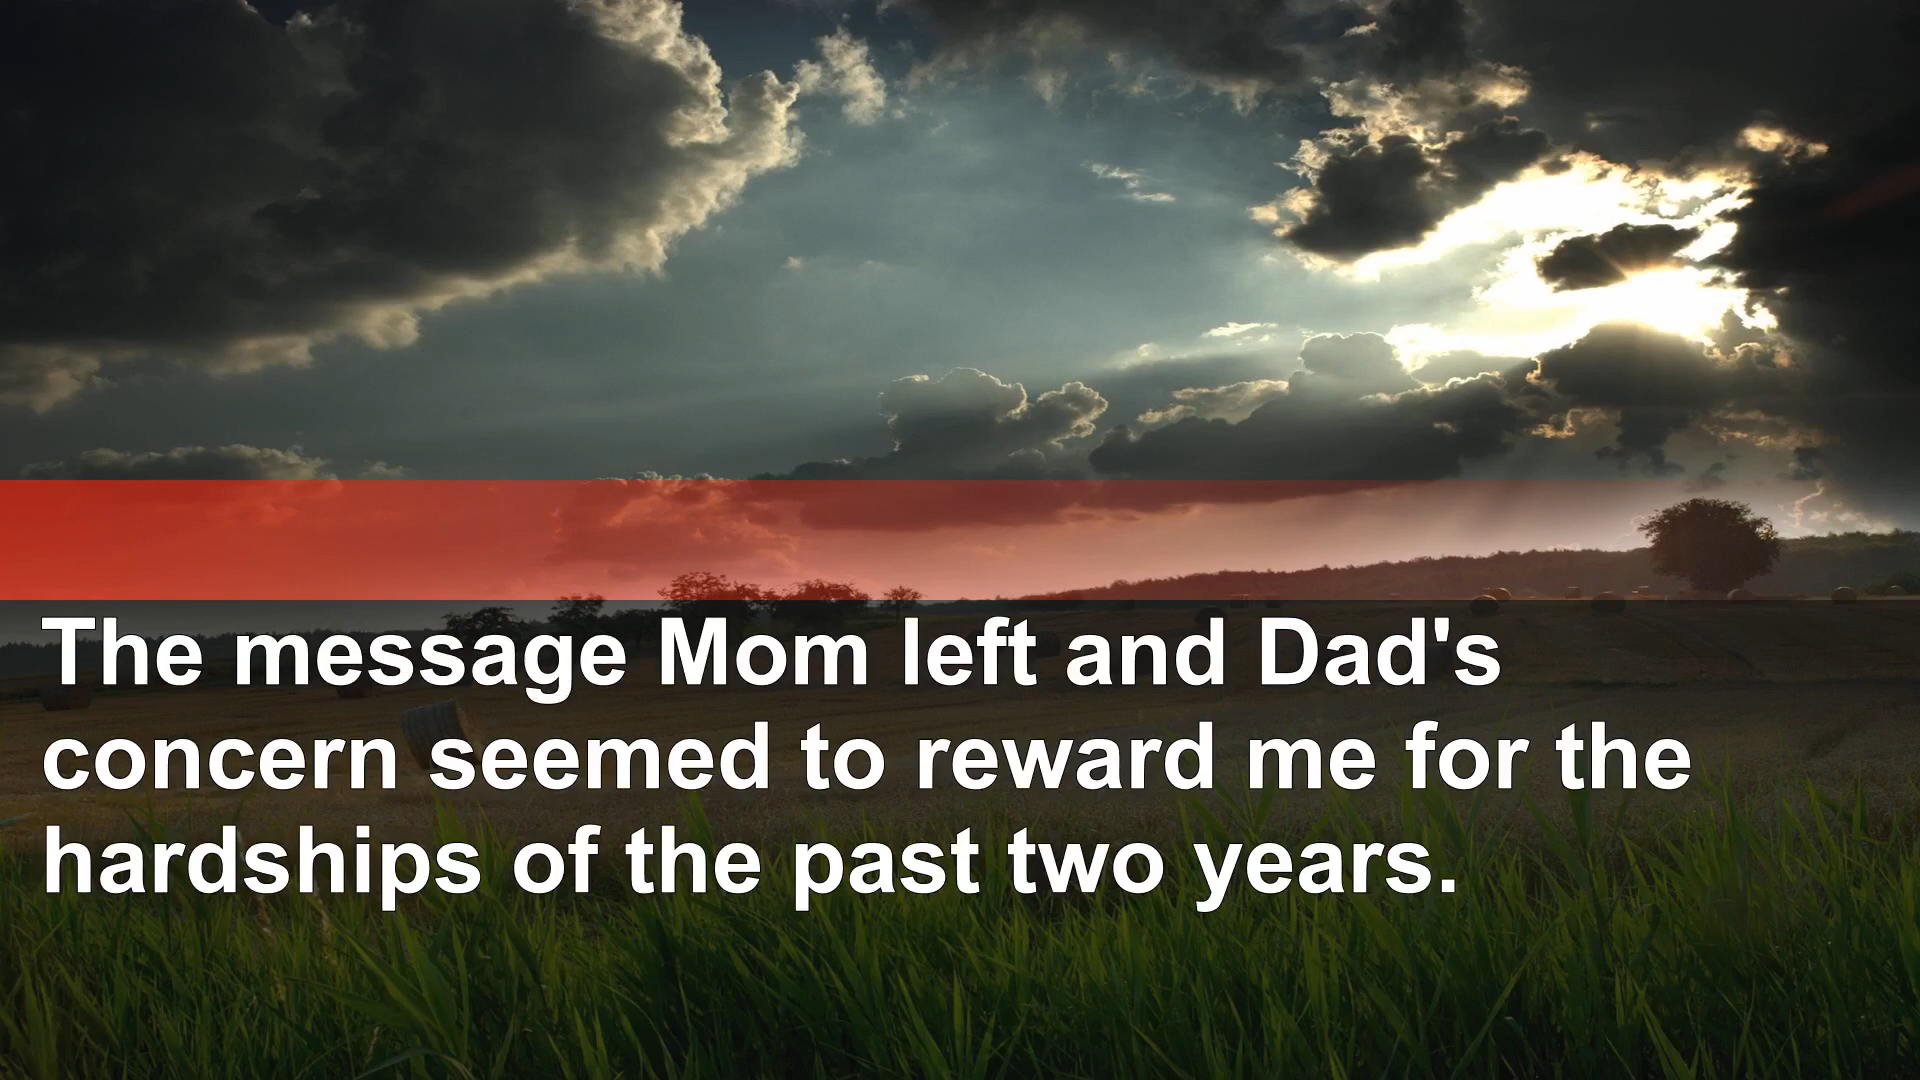 The message Mom left and Dad's
concern seemed to reward me for the
hardships of the past two years.